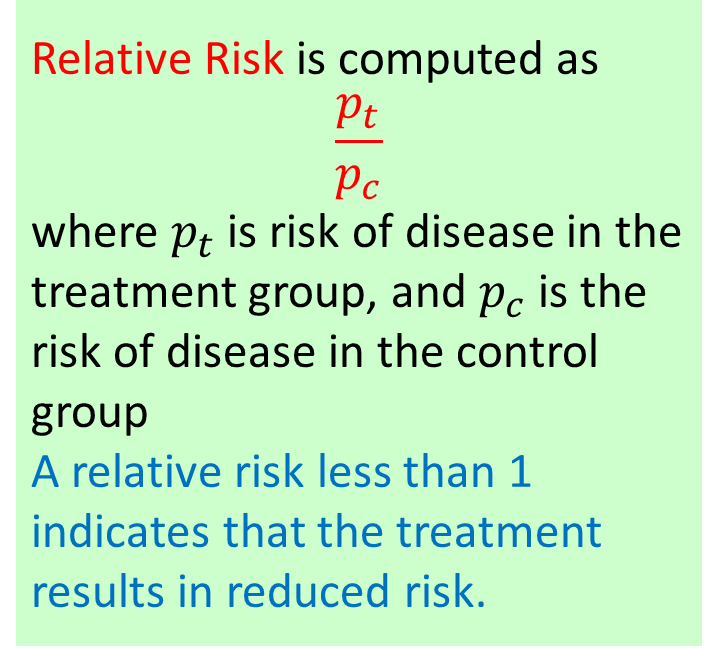 Relative Risk is computed as
p_t
p_c
where p_t is risk of disease in the
treatment group, and p_c is the
risk of disease in the control
group
A relative risk less than 1
indicates that the treatment
results in reduced risk.